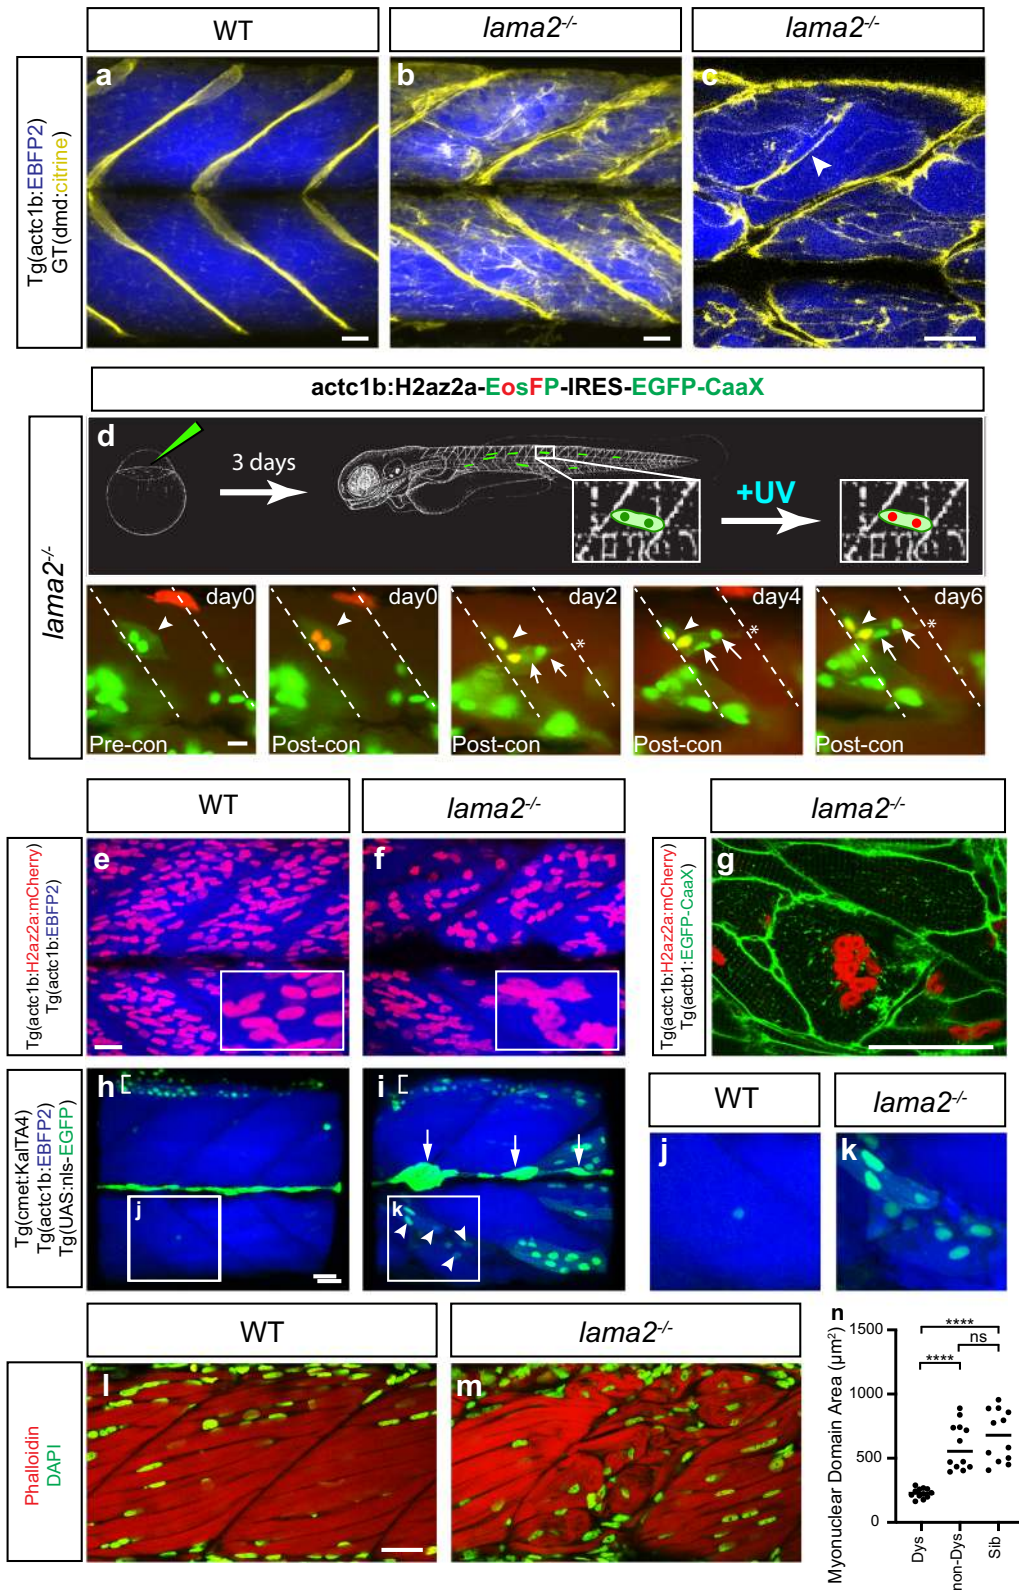 WT
lama2-/-
lama2-/-
Tg(actc1b:EBFP2)
GT(dmd:citrine)
a
b
c
actc1b:H2az2a-EosFP-IRES-EGFP-CaaX
lama2-/-
d
3 days
+UV
day0
day0
day2
day4
day6
*
*
*
Pre-con
Post-con
Post-con
Post-con
Post-con
WT
lama2-/-
lama2-/-
Tg(actc1b:H2az2a:mCherry)
Tg(actc1b:EBFP2)
e
f
Tg(actc1b:H2az2a:mCherry)
Tg(actb1:EGFP-CaaX)
g
Tg(cmet:KalTA4)
Tg(actc1b:EBFP2)
Tg(UAS:nls-EGFP)
h
j
i
k
WT
lama2-/-
j
k
WT
lama2-/-
Phalloidin
DAPI
l
m
n
Myonuclear Domain Area (μm²)
1500
1000
500
0
****
ns
****
Dys
non-Dys
Sib